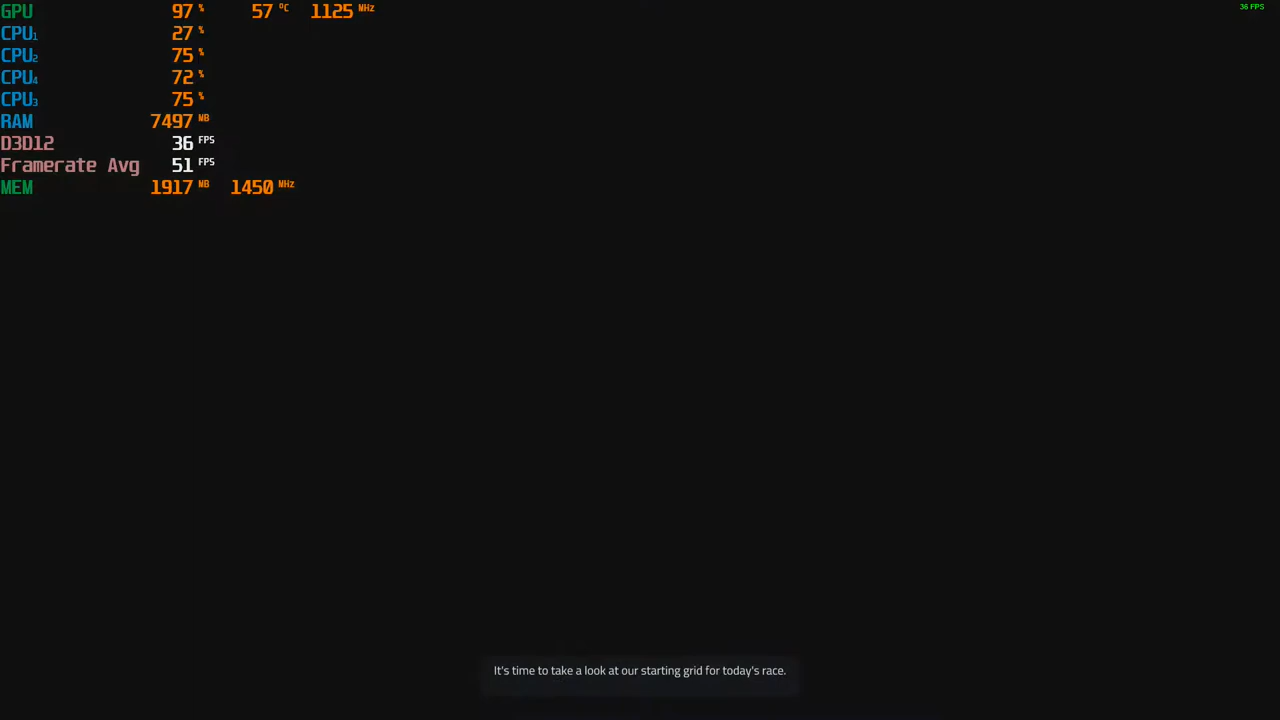 GPU 97 % 57 °C 1125 MHz
36 FPS
CPU1 27 %
CPU2 75 %
CPU4 72 %
CPU3 75 %
RAM 7497 MB
D3D12 36 FPS
Framerate Avg 51 FPS
MEM 1917 MB 1450 MHz
It's time to take a look at our starting grid for today's race.